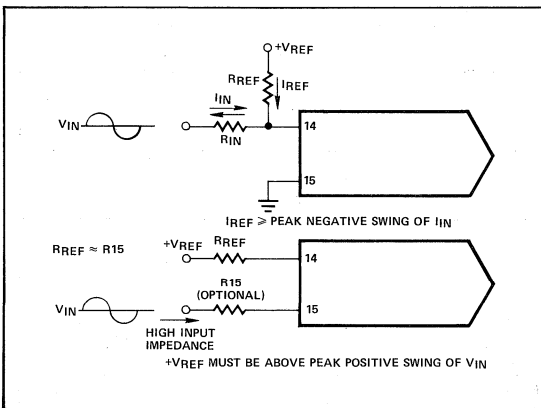 +VREF
RREF
IREF
IIN
VIN
RIN
14
15
IREF ⩾ PEAK NEGATIVE SWING OF IIN
RREF ≈ R15
+VREF
RREF
14
R15
(OPTIONAL)
VIN
15
HIGH INPUT
IMPEDANCE
+VREF MUST BE ABOVE PEAK POSITIVE SWING OF VIN